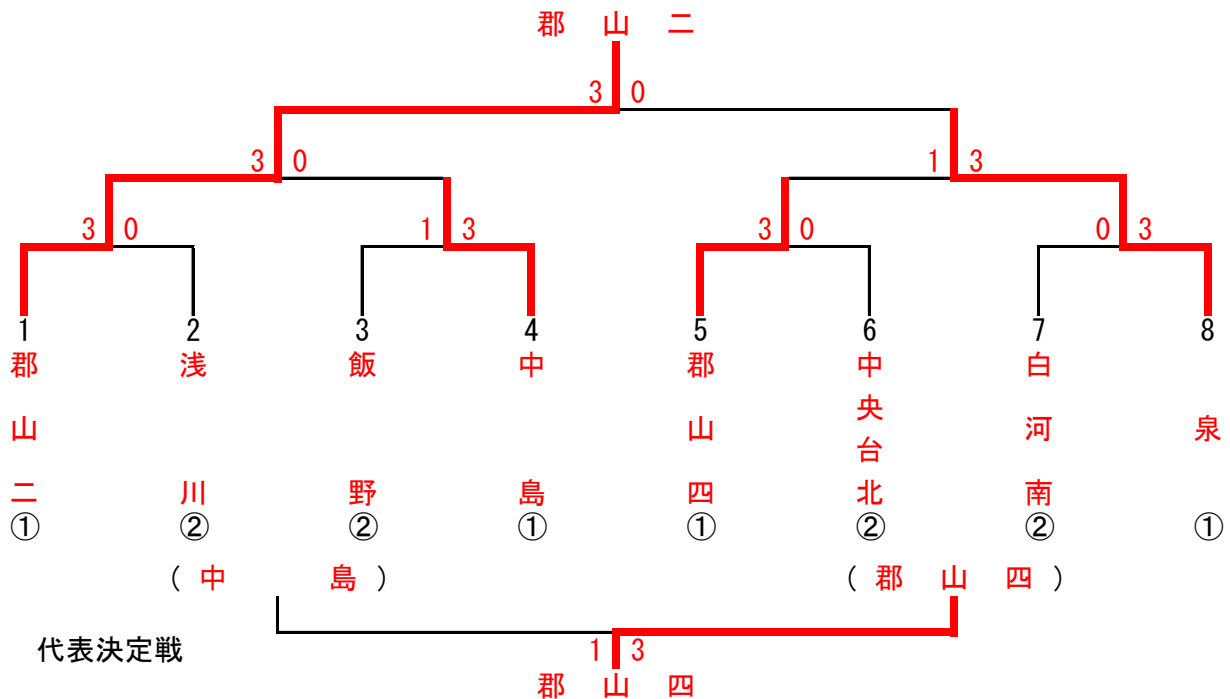 郡山二
3 0
3 0
1 3
3 0
1 3
3 0
0 3
1 2 3 4 5 6 7 8
郡山二①
浅川②
飯野②
中島①
郡山四①
中央台北②
白河南②
泉①
(中島)
(郡山四)
代表決定戦
1 3
郡山四